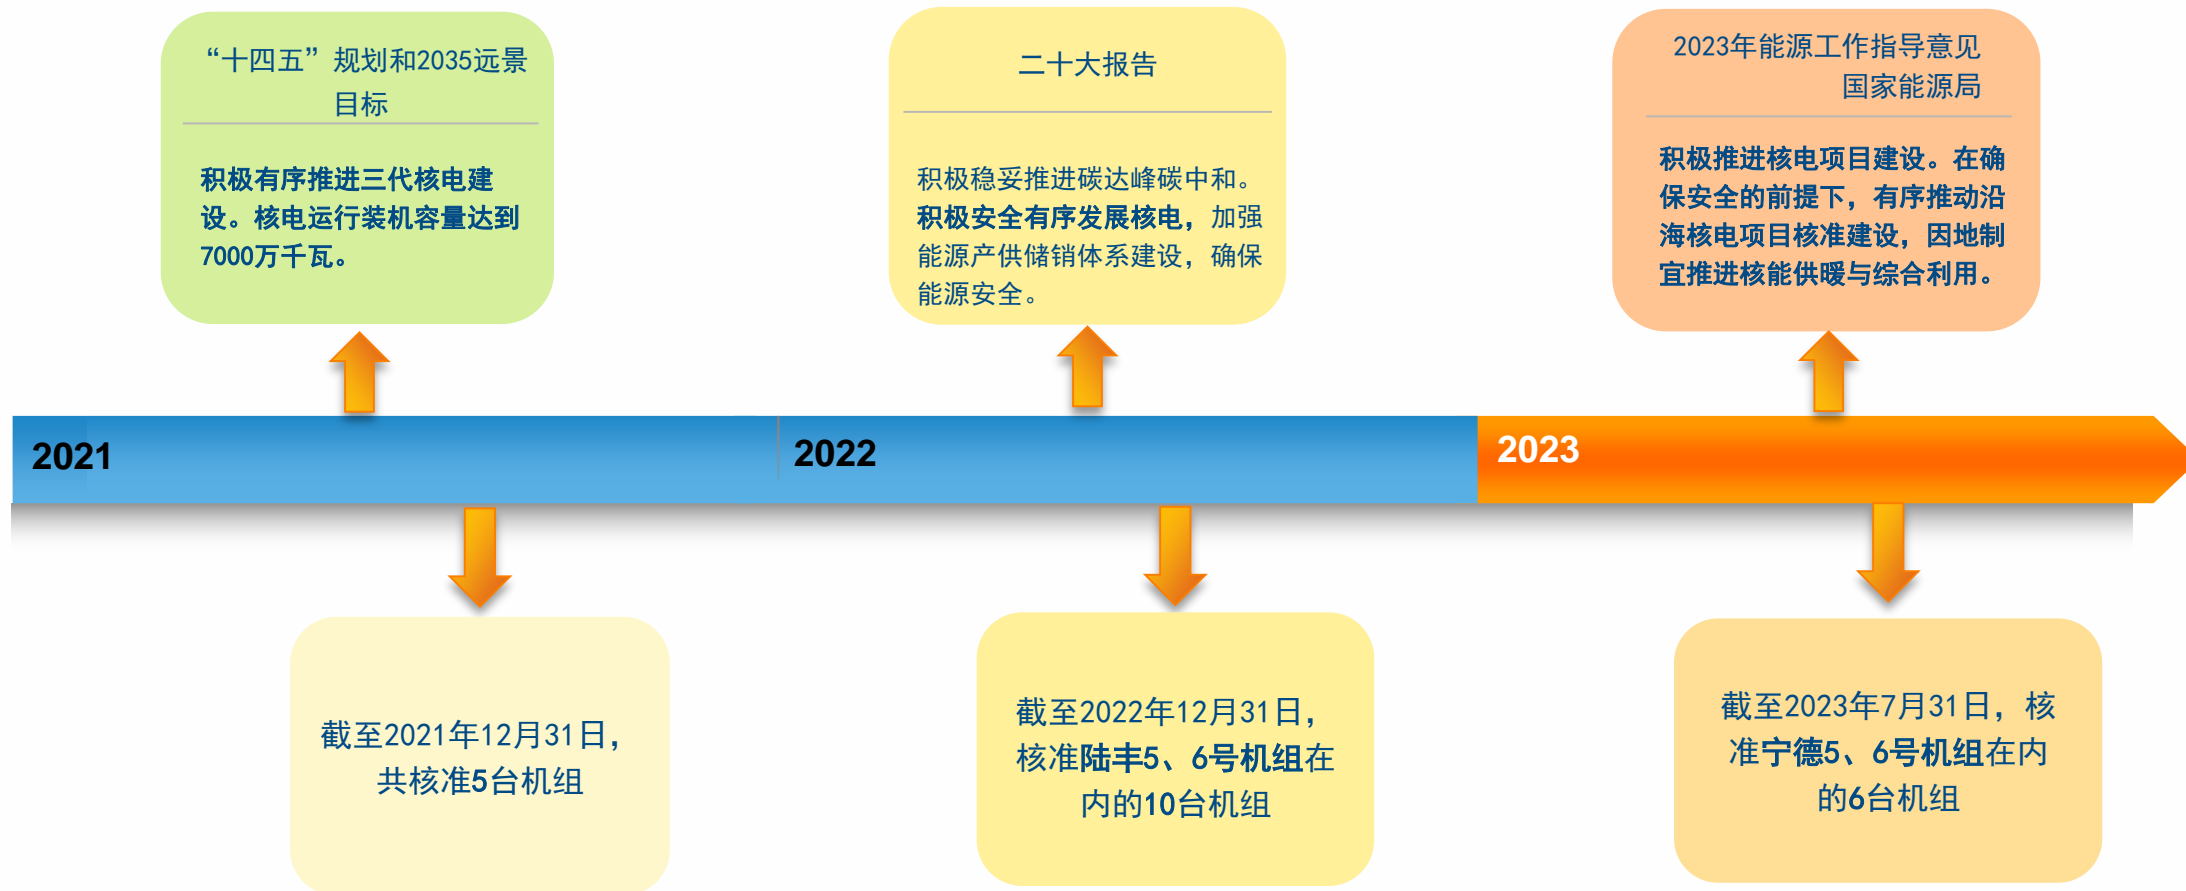 “十四五”规划和2035远景
目标
积极有序推进三代核电建
设。核电运行装机容量达到
7000万千瓦。
二十大报告
积极稳妥推进碳达峰碳中和。
积极安全有序发展核电，加强
能源产供储销体系建设，确保
能源安全。
2023年能源工作指导意见
国家能源局
积极推进核电项目建设。在确
保安全的前提下，有序推动沿
海核电项目核准建设，因地制
宜推进核能供暖与综合利用。
2021
2022
2023
截至2021年12月31日，
共核准5台机组
截至2022年12月31日，
核准陆丰5、6号机组在
内的10台机组
截至2023年7月31日，核
准宁德5、6号机组在内
的6台机组